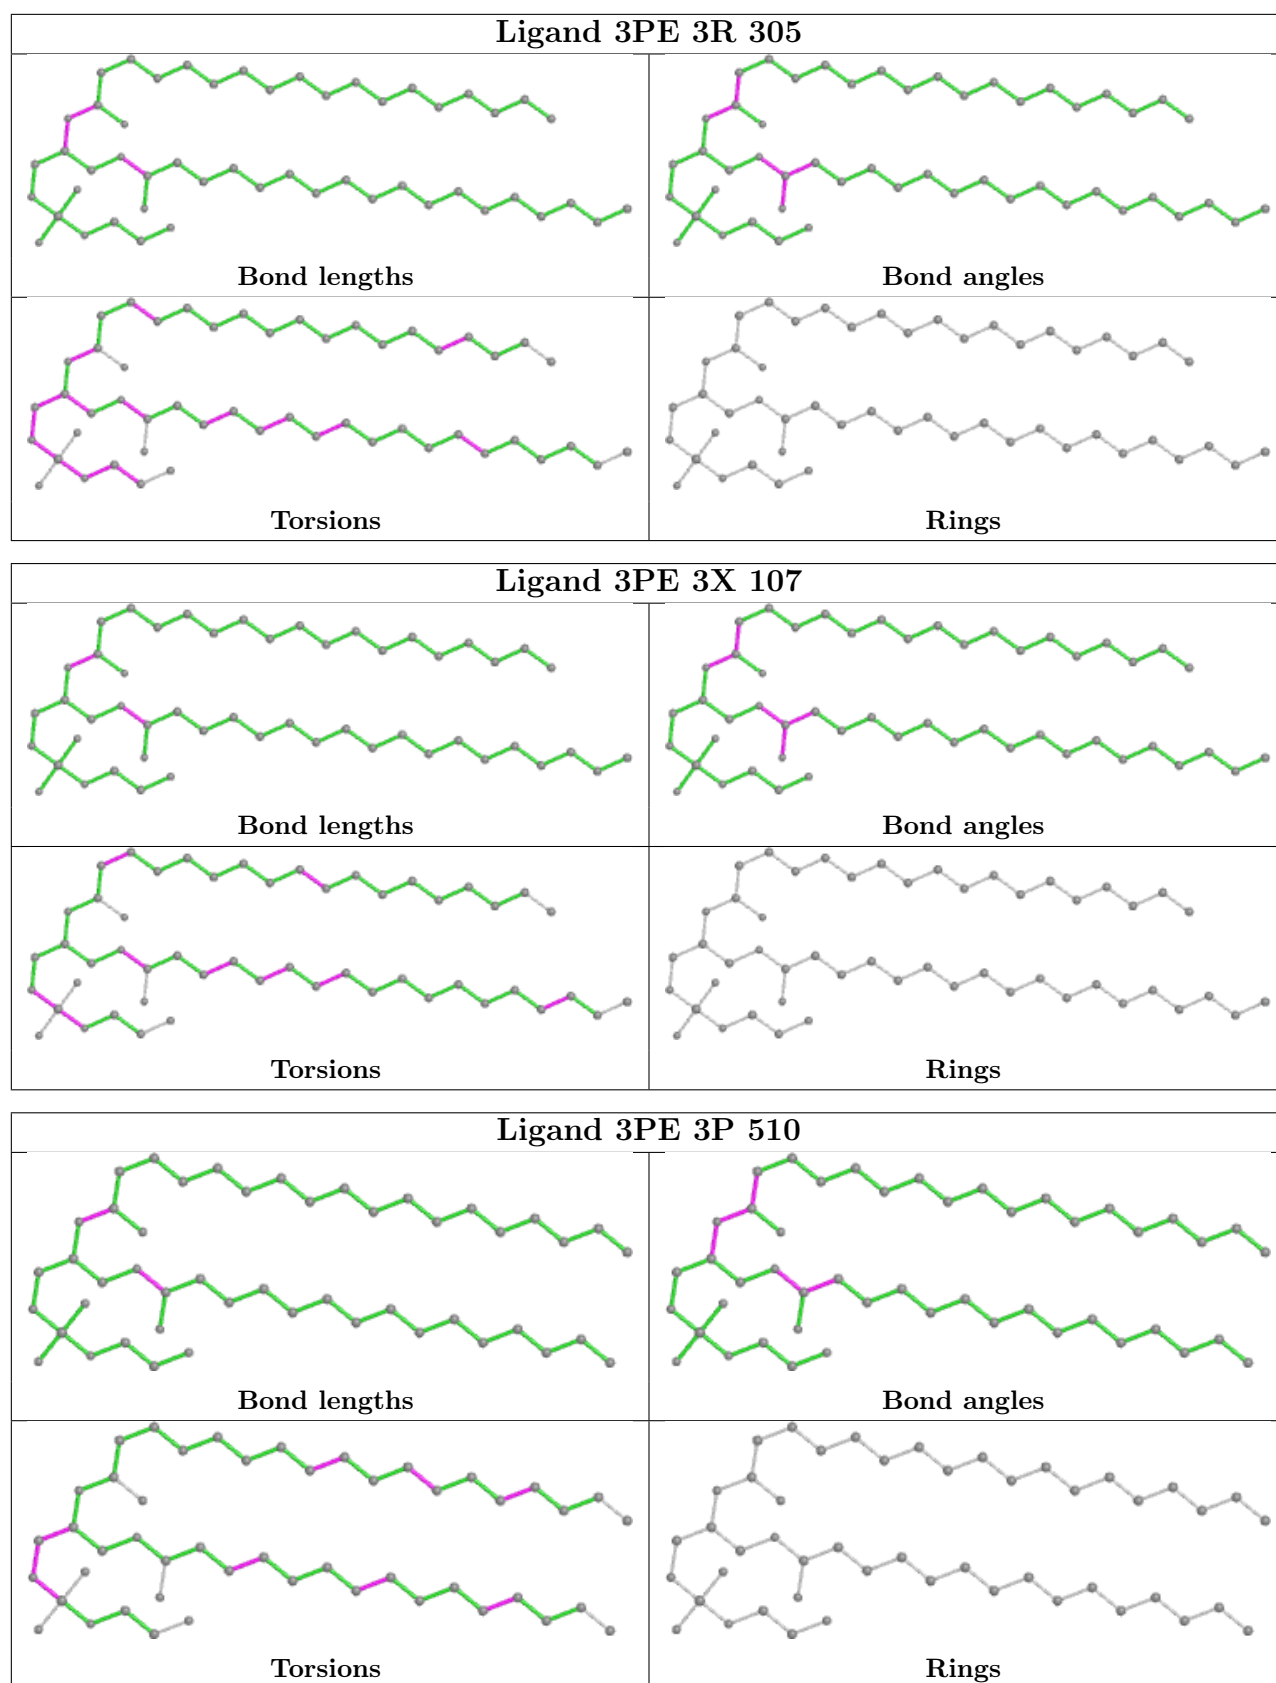 Ligand 3PE 3R 305
Bond lengths
Bond angles
Torsions
Rings
Ligand 3PE 3X 107
Bond lengths
Bond angles
Torsions
Rings
Ligand 3PE 3P 510
Bond lengths
Bond angles
Torsions
Rings